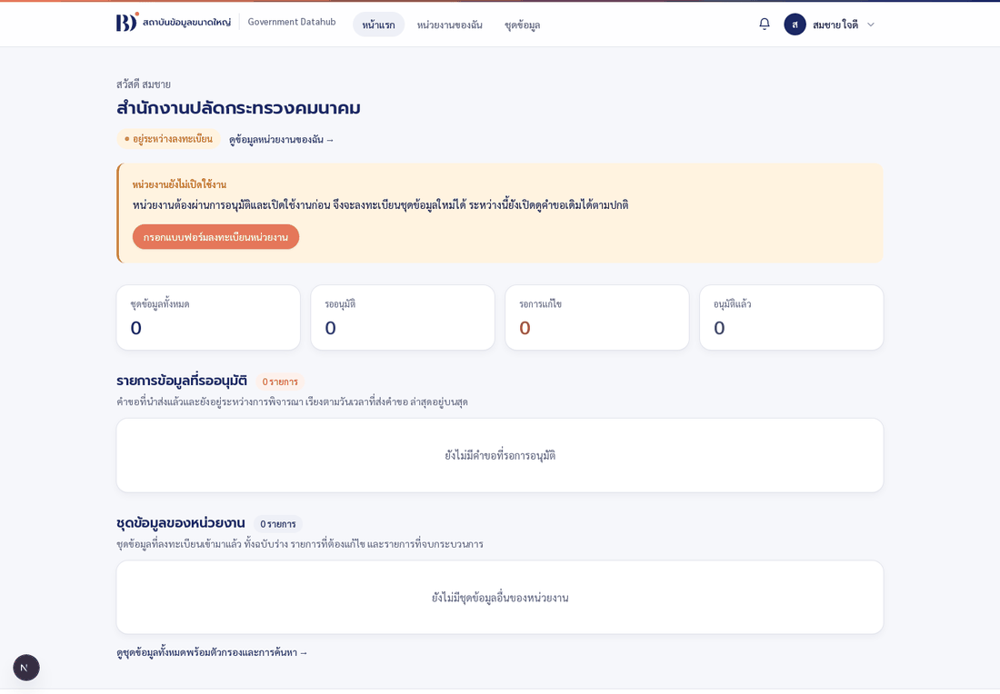 สถาบันข้อมูลขนาดใหญ่ Government Datahub หน้าแรก หน่วยงานของฉัน ชุดข้อมูล ส สมชาย ใจดี
สวัสดี สมชาย
สำนักงานปลัดกระทรวงคมนาคม
อยู่ระหว่างลงทะเบียน ดูข้อมูลหน่วยงานของฉัน →
หน่วยงานยังไม่เปิดใช้งาน
หน่วยงานต้องผ่านการอนุมัติและเปิดใช้งานก่อน จึงจะลงทะเบียนชุดข้อมูลใหม่ได้ ระหว่างนี้ยังเปิดดูคำขอเดิมได้ตามปกติ
กรอกแบบฟอร์มลงทะเบียนหน่วยงาน
ชุดข้อมูลทั้งหมด รออนุมัติ รอการแก้ไข อนุมัติแล้ว
0 0 0 0
รายการข้อมูลที่รออนุมัติ 0 รายการ
คำขอที่นำส่งแล้วและยังอยู่ระหว่างการพิจารณา เรียงตามวันเวลาที่ส่งคำขอ ล่าสุดอยู่บนสุด
ยังไม่มีคำขอที่รอการอนุมัติ
ชุดข้อมูลของหน่วยงาน 0 รายการ
ชุดข้อมูลที่ลงทะเบียนเข้ามาแล้ว ทั้งฉบับร่าง รายการที่ต้องแก้ไข และรายการที่จบกระบวนการ
ยังไม่มีชุดข้อมูลอื่นของหน่วยงาน
ดูชุดข้อมูลทั้งหมดพร้อมตัวกรองและการค้นหา →
N